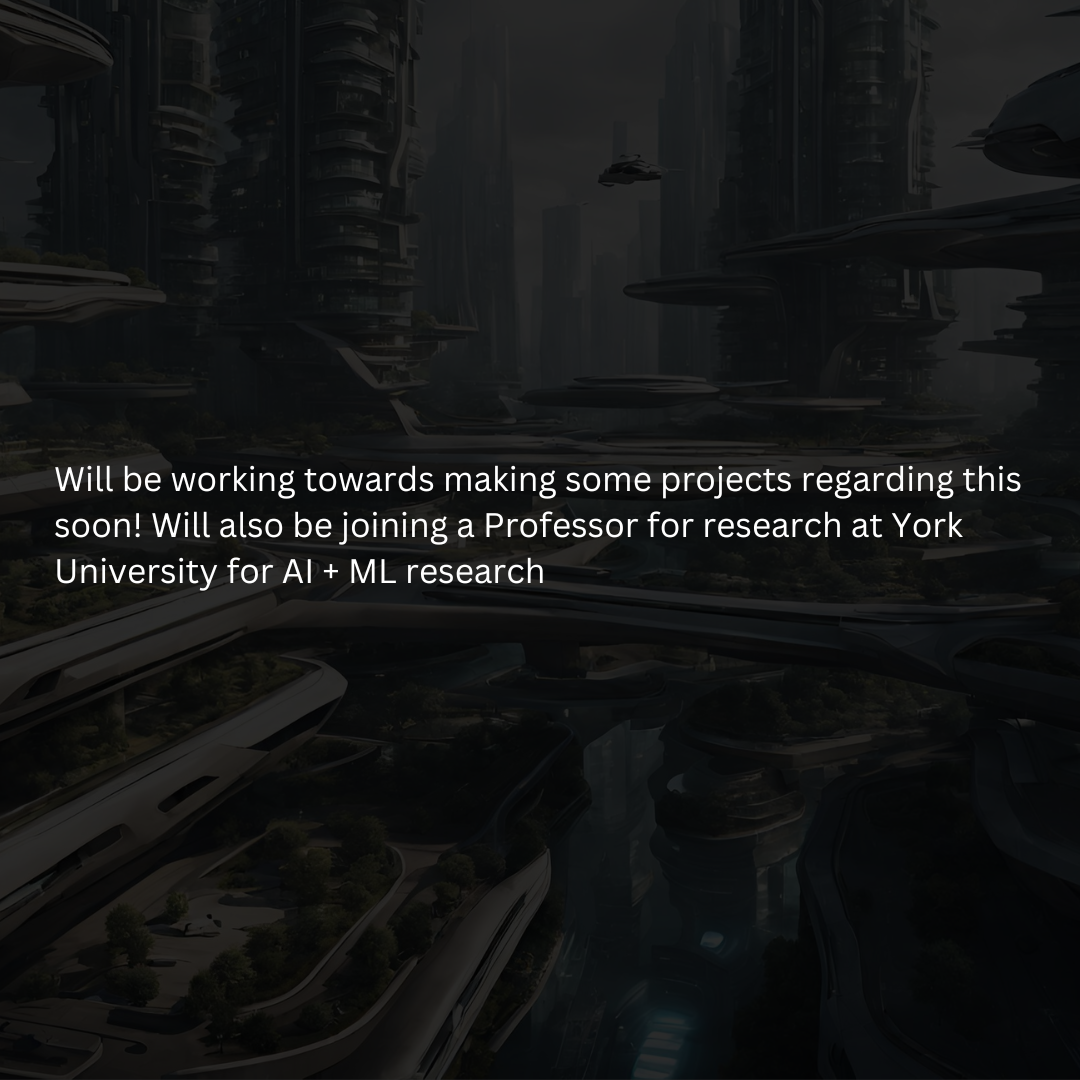 Will be working towards making some projects regarding this
soon! Will also be joining a Professor for research at York
University for AI + ML research